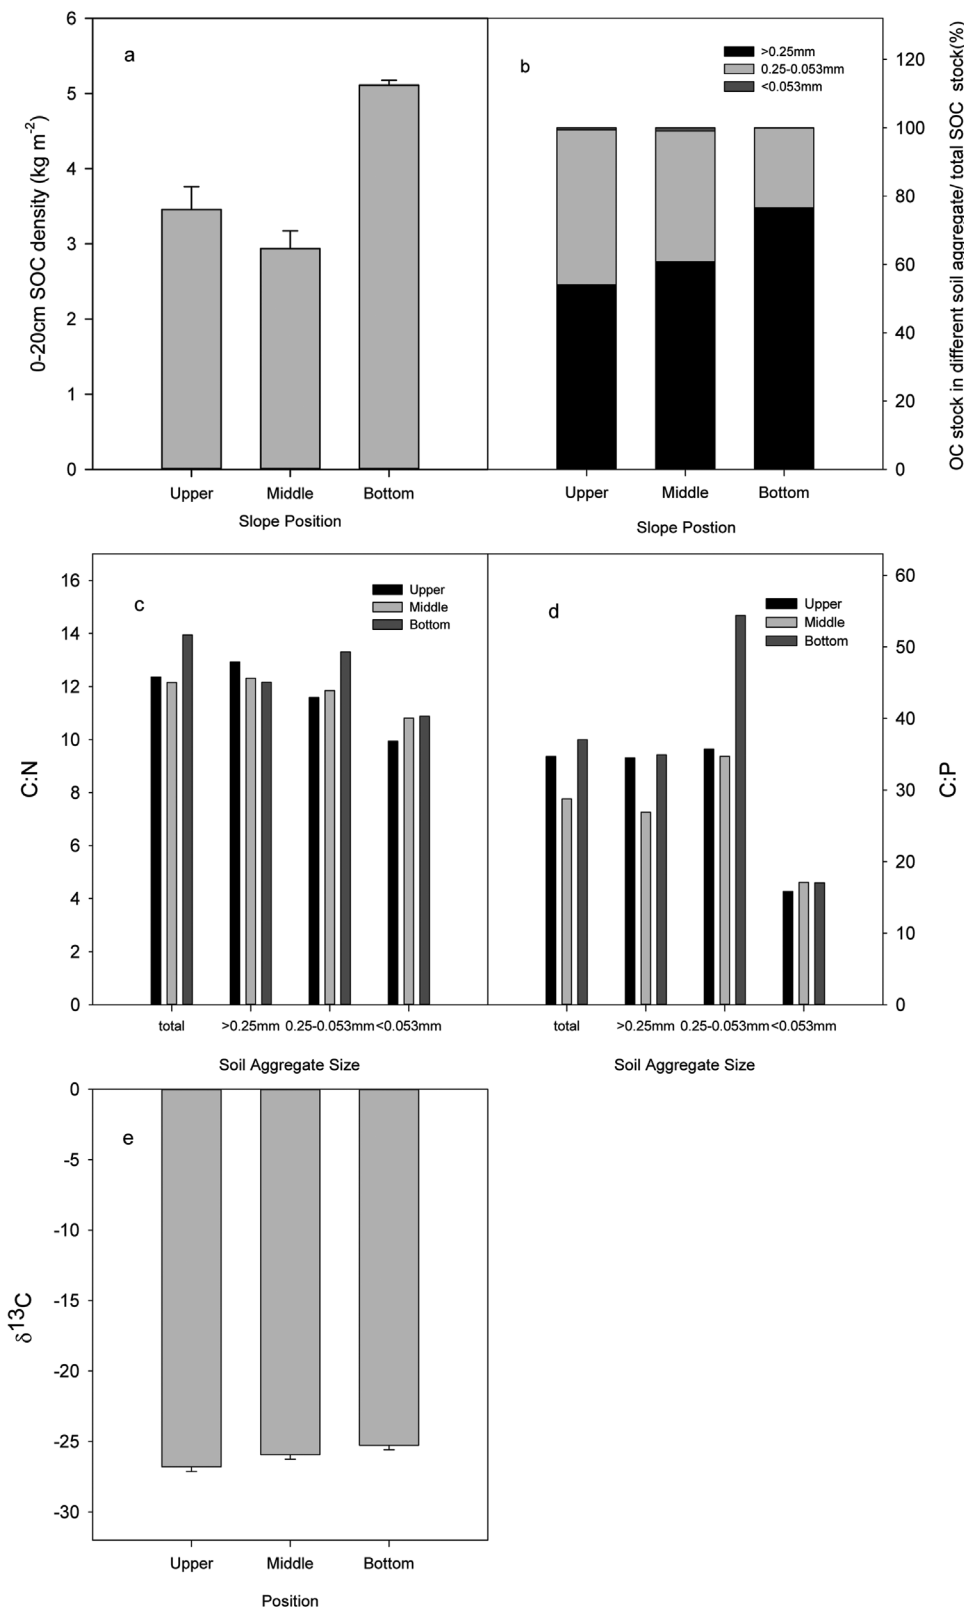 a
0-20cm SOC density (kg m-2)
6
5
4
3
2
1
0
Upper
Middle
Bottom
Slope Position
b
>0.25mm
0.25-0.053mm
<0.053mm
120
100
80
60
40
20
0
OC stock in different soil aggregate/ total SOC stock(%)
Upper
Middle
Bottom
Slope Postion
c
Upper
Middle
Bottom
C:N
16
14
12
10
8
6
4
2
0
total
>0.25mm
0.25-0.053mm
<0.053mm
Soil Aggregate Size
d
Upper
Middle
Bottom
60
50
40
30
20
10
0
C:P
total
>0.25mm
0.25-0.053mm
<0.053mm
Soil Aggregate Size
e
δ13C
0
-5
-10
-15
-20
-25
-30
Upper
Middle
Bottom
Position